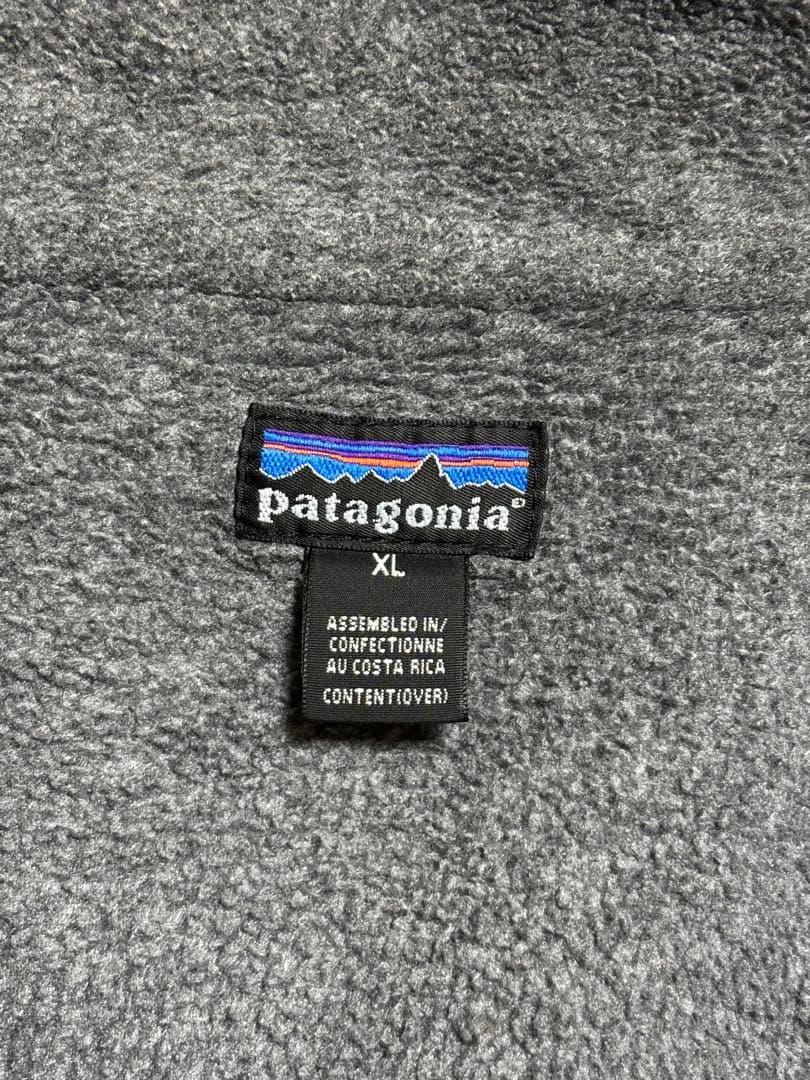 patagonia®
XL
ASSEMBLED IN/
CONFECTIONNE
AU COSTA RICA
CONTENT(OVER)